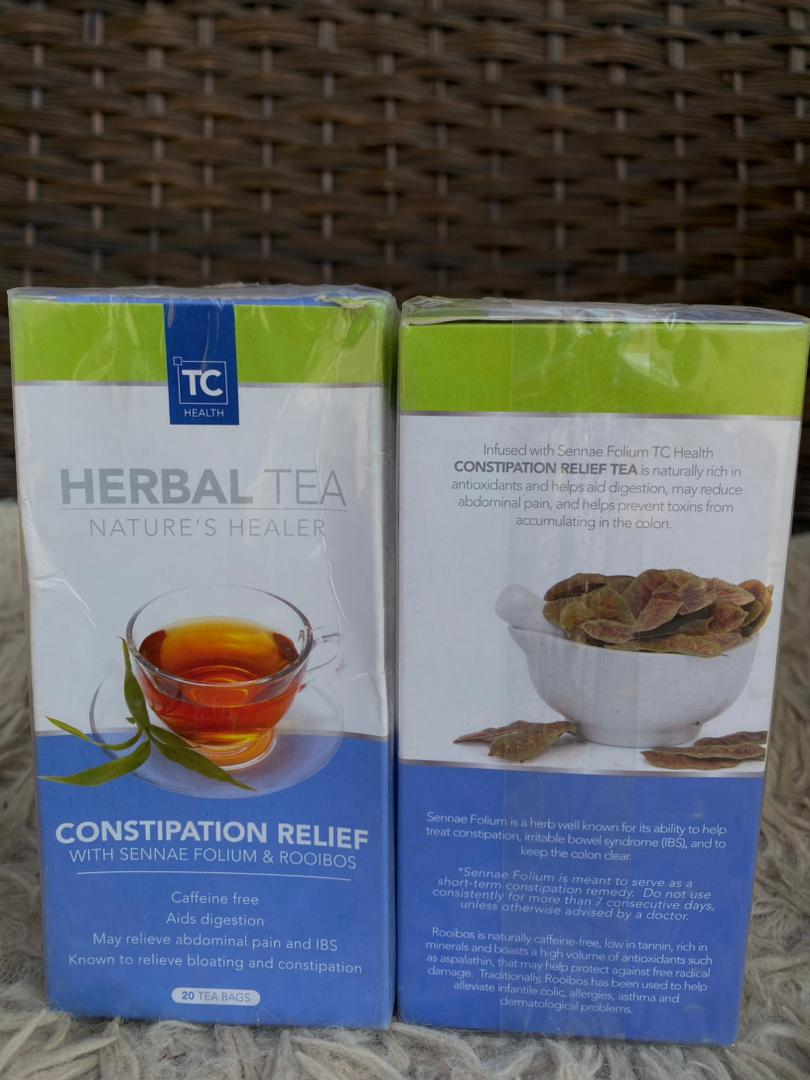 TC
HEALTH
HERBAL TEA
NATURE'S HEALER
CONSTIPATION RELIEF
WITH SENNAE FOLIUM & ROOIBOS
Caffeine free
Aids digestion
May relieve abdominal pain and IBS
Known to relieve bloating and constipation
20 TEA BAGS
Infused with Sennae Folium TC Health
CONSTIPATION RELIEF TEA is naturally rich in
antioxidants and helps aid digestion, may reduce
abdominal pain, and helps prevent toxins from
accumulating in the colon.
Sennae Folium is a herb well known for its ability to help
treat constipation, irritable bowel syndrome (IBS), and to
keep the colon clear.
*Sennae Folium is meant to serve as a
short-term constipation remedy. Do not use
consistently for more than 7 consecutive days,
unless otherwise advised by a doctor.
Rooibos is naturally caffeine-free, low in tannin, rich in
minerals and boasts a high volume of antioxidants such
as aspalathin, that may help protect against free radical
damage. Traditionally, Rooibos has been used to help
alleviate infantile colic, allergies, asthma and
dermatological problems.